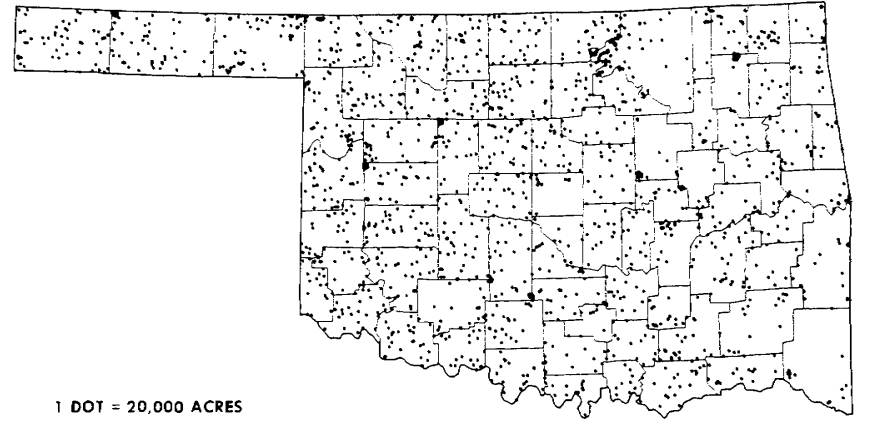 1 DOT = 20,000 ACRES